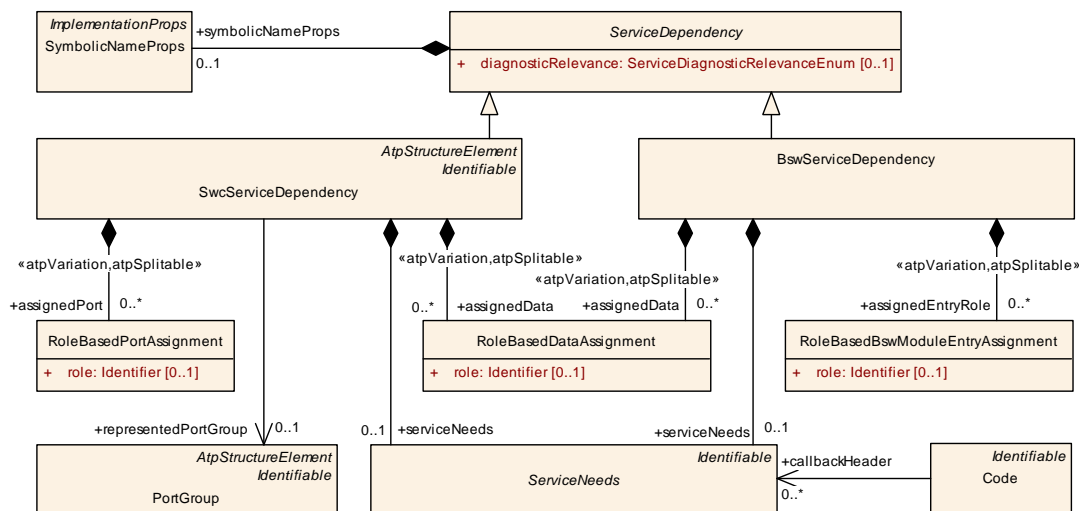 ImplementationProps
SymbolicNameProps
+symbolicNameProps
0..1
ServiceDependency
+ diagnosticRelevance: ServiceDiagnosticRelevanceEnum [0..1]
AtpStructureElement
Identifiable
SwcServiceDependency
BswServiceDependency
«atpVariation,atpSplitable»
«atpVariation,atpSplitable»
«atpVariation,atpSplitable»
«atpVariation,atpSplitable»
+assignedPort 0..*
0..* +assignedData
+assignedData 0..*
+assignedEntryRole 0..*
RoleBasedPortAssignment
+ role: Identifier [0..1]
RoleBasedDataAssignment
+ role: Identifier [0..1]
RoleBasedBswModuleEntryAssignment
+ role: Identifier [0..1]
+representedPortGroup 0..1
0..1 +serviceNeeds
+serviceNeeds 0..1
AtpStructureElement
Identifiable
PortGroup
Identifiable
ServiceNeeds
+callbackHeader
0..*
Identifiable
Code